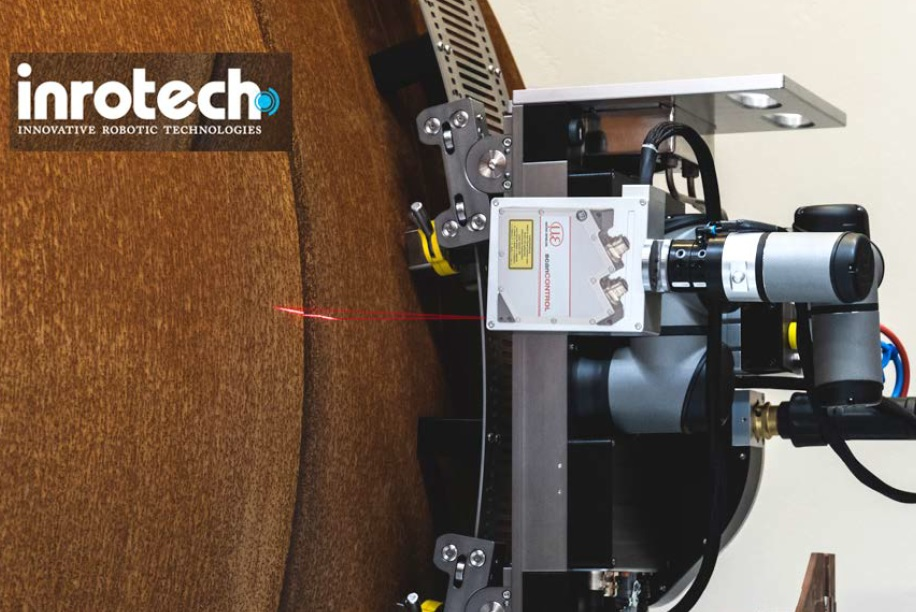 inrotech
INNOVATIVE ROBOTIC TECHNOLOGIES
scanCONTROL